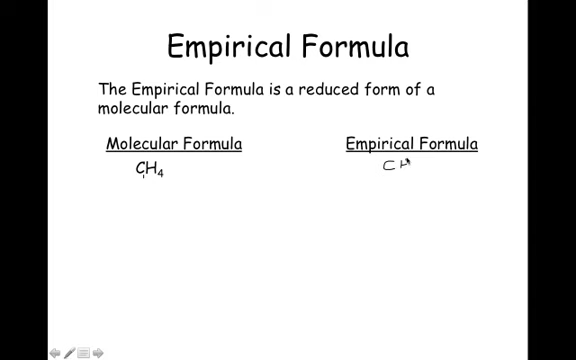 Empirical Formula
The Empirical Formula is a reduced form of a
molecular formula.
Molecular Formula Empirical Formula
CH₄ CH